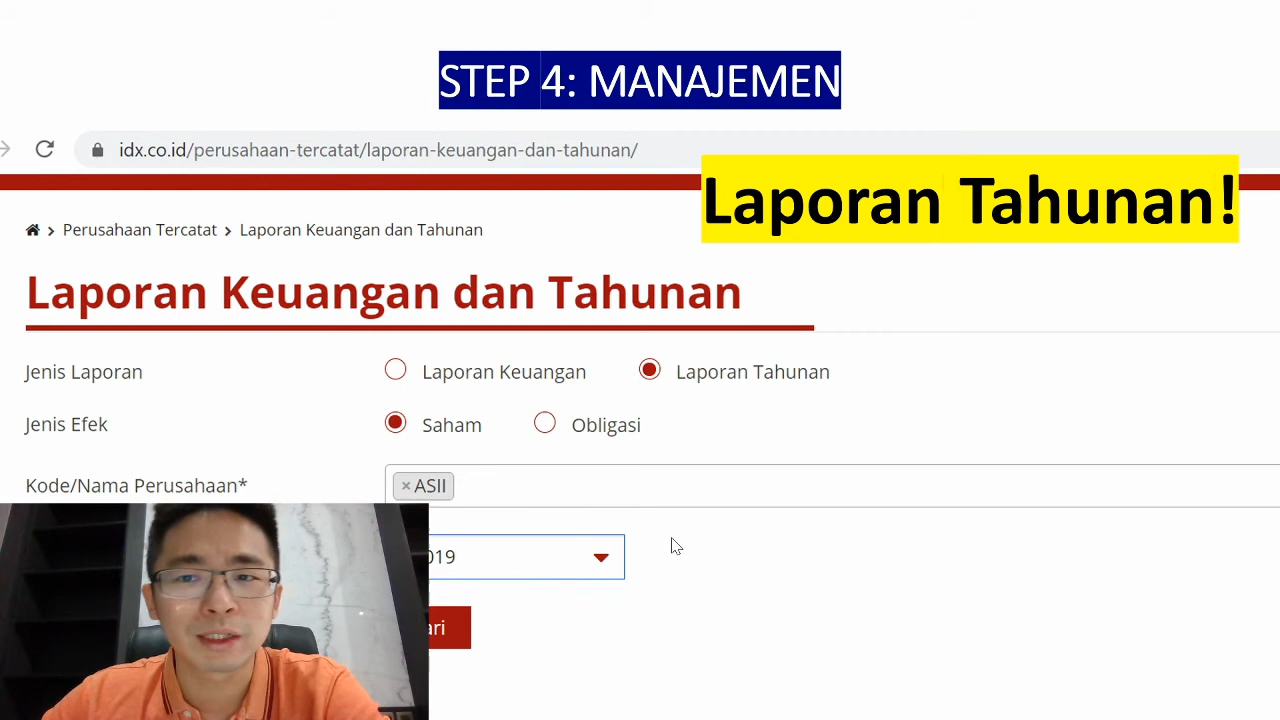 STEP 4: MANAJEMEN
idx.co.id/perusahaan-tercatat/laporan-keuangan-dan-tahunan/
Laporan Tahunan!
Perusahaan Tercatat > Laporan Keuangan dan Tahunan
Laporan Keuangan dan Tahunan
Jenis Laporan Laporan Keuangan Laporan Tahunan
Jenis Efek Saham Obligasi
Kode/Nama Perusahaan* × ASII
019
ari